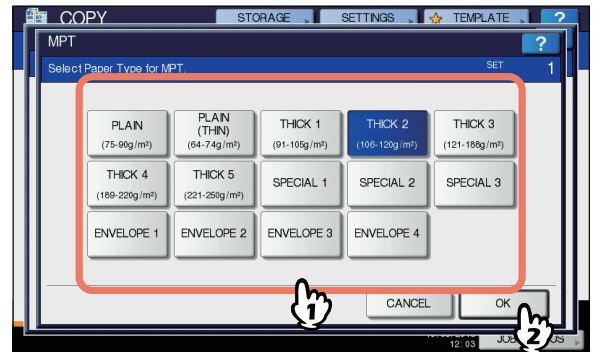 COPY STORAGE SETTINGS TEMPLATE ?
MPT ?
Select Paper Type for MPT. SET 1
PLAIN PLAIN THICK 1 THICK 2 THICK 3
(THIN)
(75-90g/m²) (64-74g/m²) (91-105g/m²) (106-120g/m²) (121-188g/m²)
THICK 4 THICK 5 SPECIAL 1 SPECIAL 2 SPECIAL 3
(189-220g/m²) (221-250g/m²)
ENVELOPE 1 ENVELOPE 2 ENVELOPE 3 ENVELOPE 4
1
CANCEL OK
2
12:03